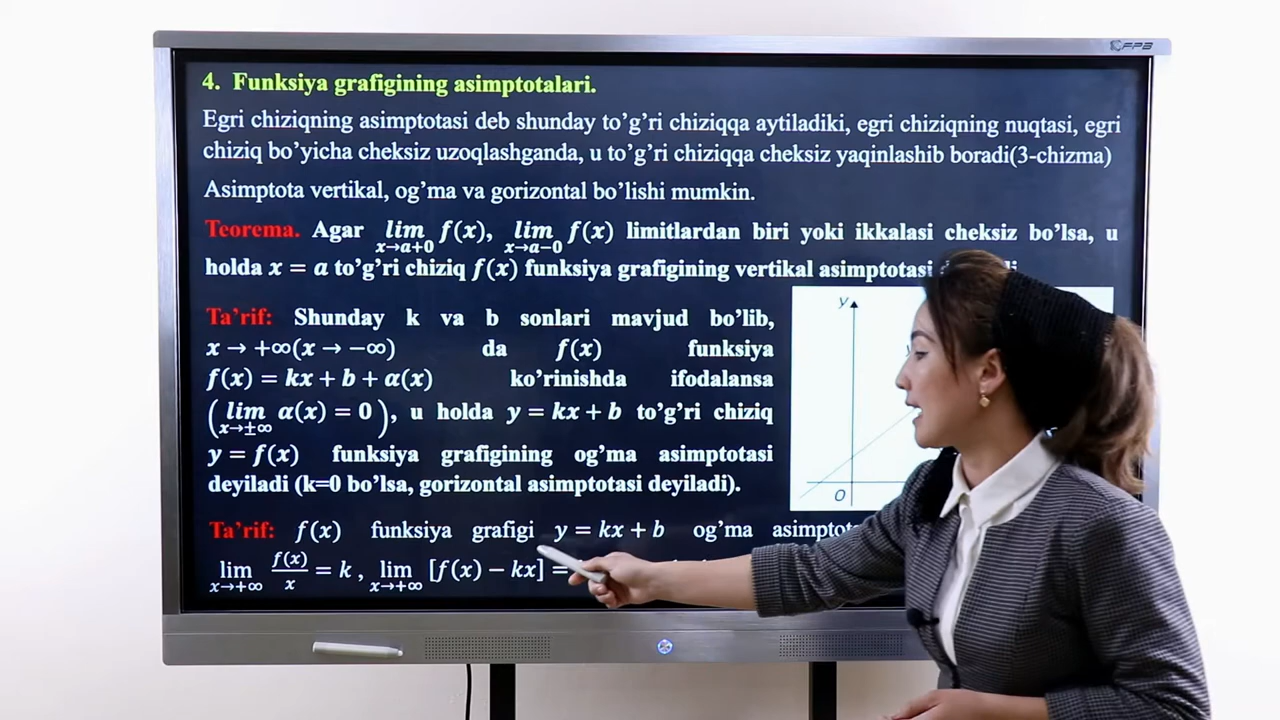 FPB
4. Funksiya grafigining asimptotalari.
Egri chiziqning asimptotasi deb shunday to’g’ri chiziqqa aytiladiki, egri chiziqning nuqtasi, egri
chiziq bo’yicha cheksiz uzoqlashganda, u to’g’ri chiziqqa cheksiz yaqinlashib boradi(3-chizma)
Asimptota vertikal, og’ma va gorizontal bo’lishi mumkin.
Teorema. Agar lim x→a+0 f(x), lim x→a−0 f(x) limitlardan biri yoki ikkalasi cheksiz bo’lsa, u
holda x = a to’g’ri chiziq f(x) funksiya grafigining vertikal asimptotasi
Ta’rif: Shunday k va b sonlari mavjud bo’lib,
x → +∞(x → −∞) da f(x) funksiya
f(x) = kx + b + α(x) ko’rinishda ifodalansa
(lim x→±∞ α(x) = 0), u holda y = kx + b to’g’ri chiziq
y = f(x) funksiya grafigining og’ma asimptotasi
deyiladi (k=0 bo’lsa, gorizontal asimptotasi deyiladi).
y
O
Ta’rif: f(x) funksiya grafigi y = kx + b og’ma
lim x→+∞ f(x)/x = k , lim x→+∞ [f(x) − kx] =